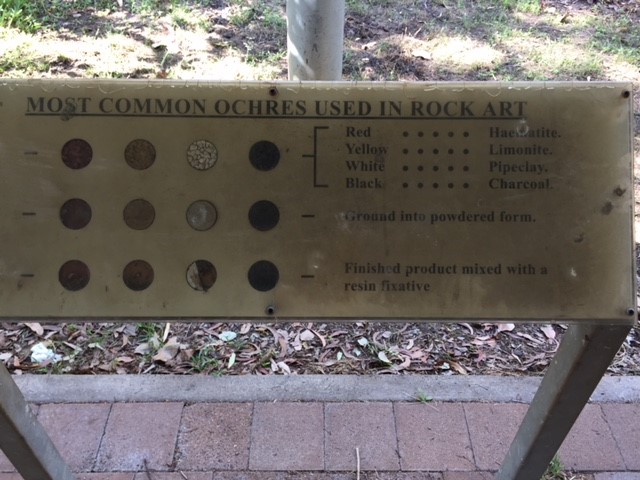 MOST COMMON OCHRES USED IN ROCK ART
Red ..... Haematite.
Yellow ..... Limonite.
White ..... Pipeclay.
Black ..... Charcoal.
Ground into powdered form.
Finished product mixed with a
resin fixative